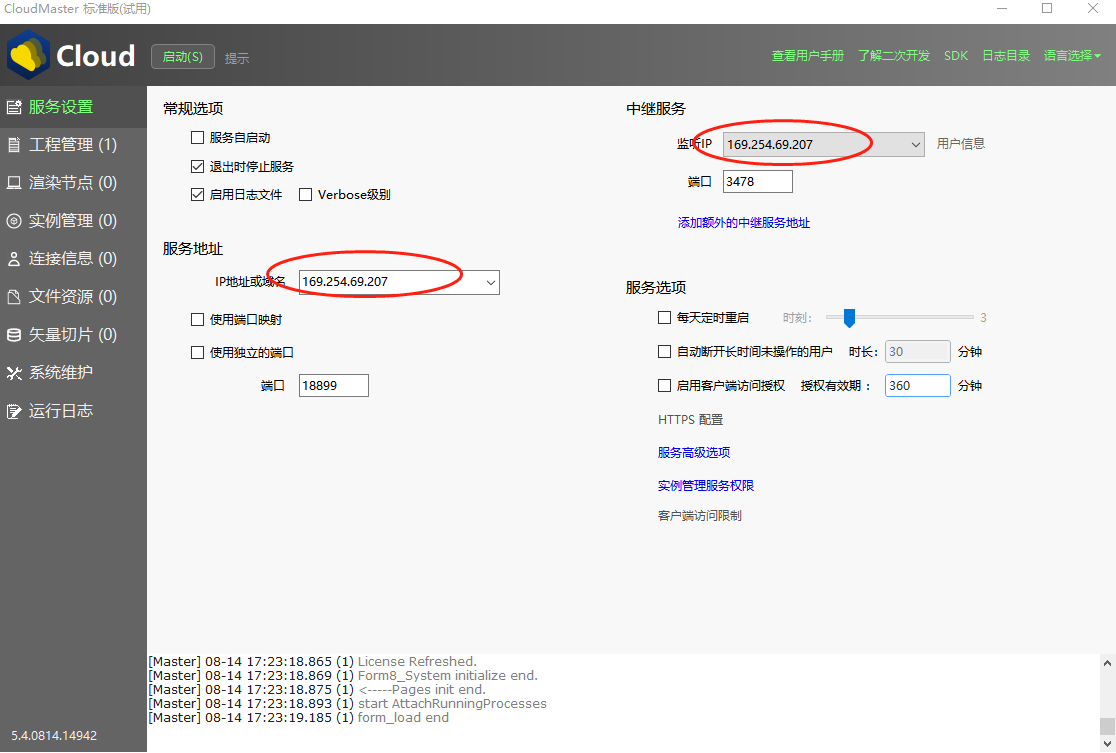 CloudMaster 标准版(试用)
Cloud 启动(S) 提示 查看用户手册 了解二次开发 SDK 日志目录 语言选择
服务设置
工程管理 (1)
渲染节点 (0)
实例管理 (0)
连接信息 (0)
文件资源 (0)
矢量切片 (0)
系统维护
运行日志
5.4.0814.14942
常规选项
服务自启动
退出时停止服务
启用日志文件 Verbose级别
服务地址
IP地址或域名 169.254.69.207
使用端口映射
使用独立的端口
端口 18899
中继服务
监听IP 169.254.69.207 用户信息
端口 3478
添加额外的中继服务地址
服务选项
每天定时重启 时刻: 3
自动断开长时间未操作的用户 时长: 30 分钟
启用客户端访问授权 授权有效期： 360 分钟
HTTPS 配置
服务高级选项
实例管理服务权限
客户端访问限制
[Master] 08-14 17:23:18.865 (1) License Refreshed.
[Master] 08-14 17:23:18.869 (1) Form8_System initialize end.
[Master] 08-14 17:23:18.875 (1) <-----Pages init end.
[Master] 08-14 17:23:18.893 (1) start AttachRunningProcesses
[Master] 08-14 17:23:19.185 (1) form_load end